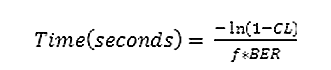 Time(seconds) = −ln(1−CL) / f∗BER